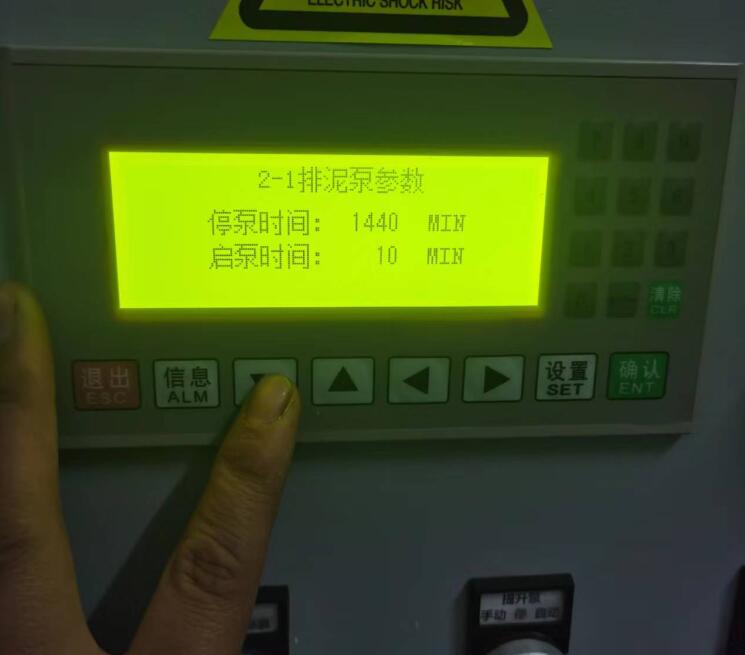 ELECTRIC SHOCK RISK
2-1排泥泵参数
停泵时间: 1440 MIN
启泵时间: 10 MIN
清除
CLR
退出
ESC
信息
ALM
设置
SET
确认
ENT
提升泵
手动 停 自动